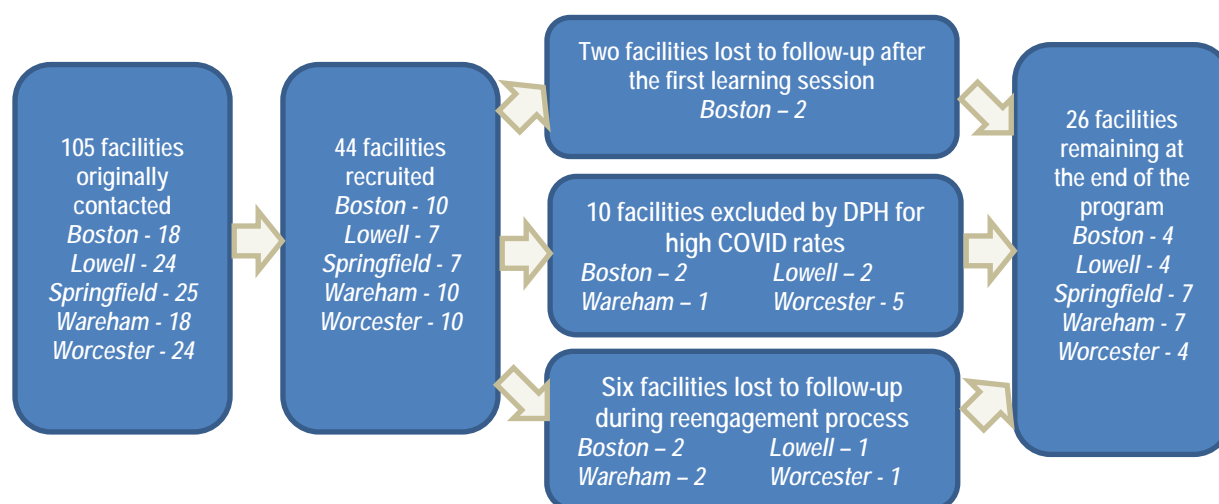 105 facilities
originally
contacted
Boston - 18
Lowell - 24
Springfield - 25
Wareham - 18
Worcester - 24
44 facilities
recruited
Boston - 10
Lowell - 7
Springfield - 7
Wareham - 10
Worcester - 10
Two facilities lost to follow-up after
the first learning session
Boston – 2
10 facilities excluded by DPH for
high COVID rates
Boston – 2 Lowell – 2
Wareham – 1 Worcester - 5
Six facilities lost to follow-up
during reengagement process
Boston – 2 Lowell – 1
Wareham – 2 Worcester - 1
26 facilities
remaining at
the end of the
program
Boston - 4
Lowell - 4
Springfield - 7
Wareham - 7
Worcester - 4